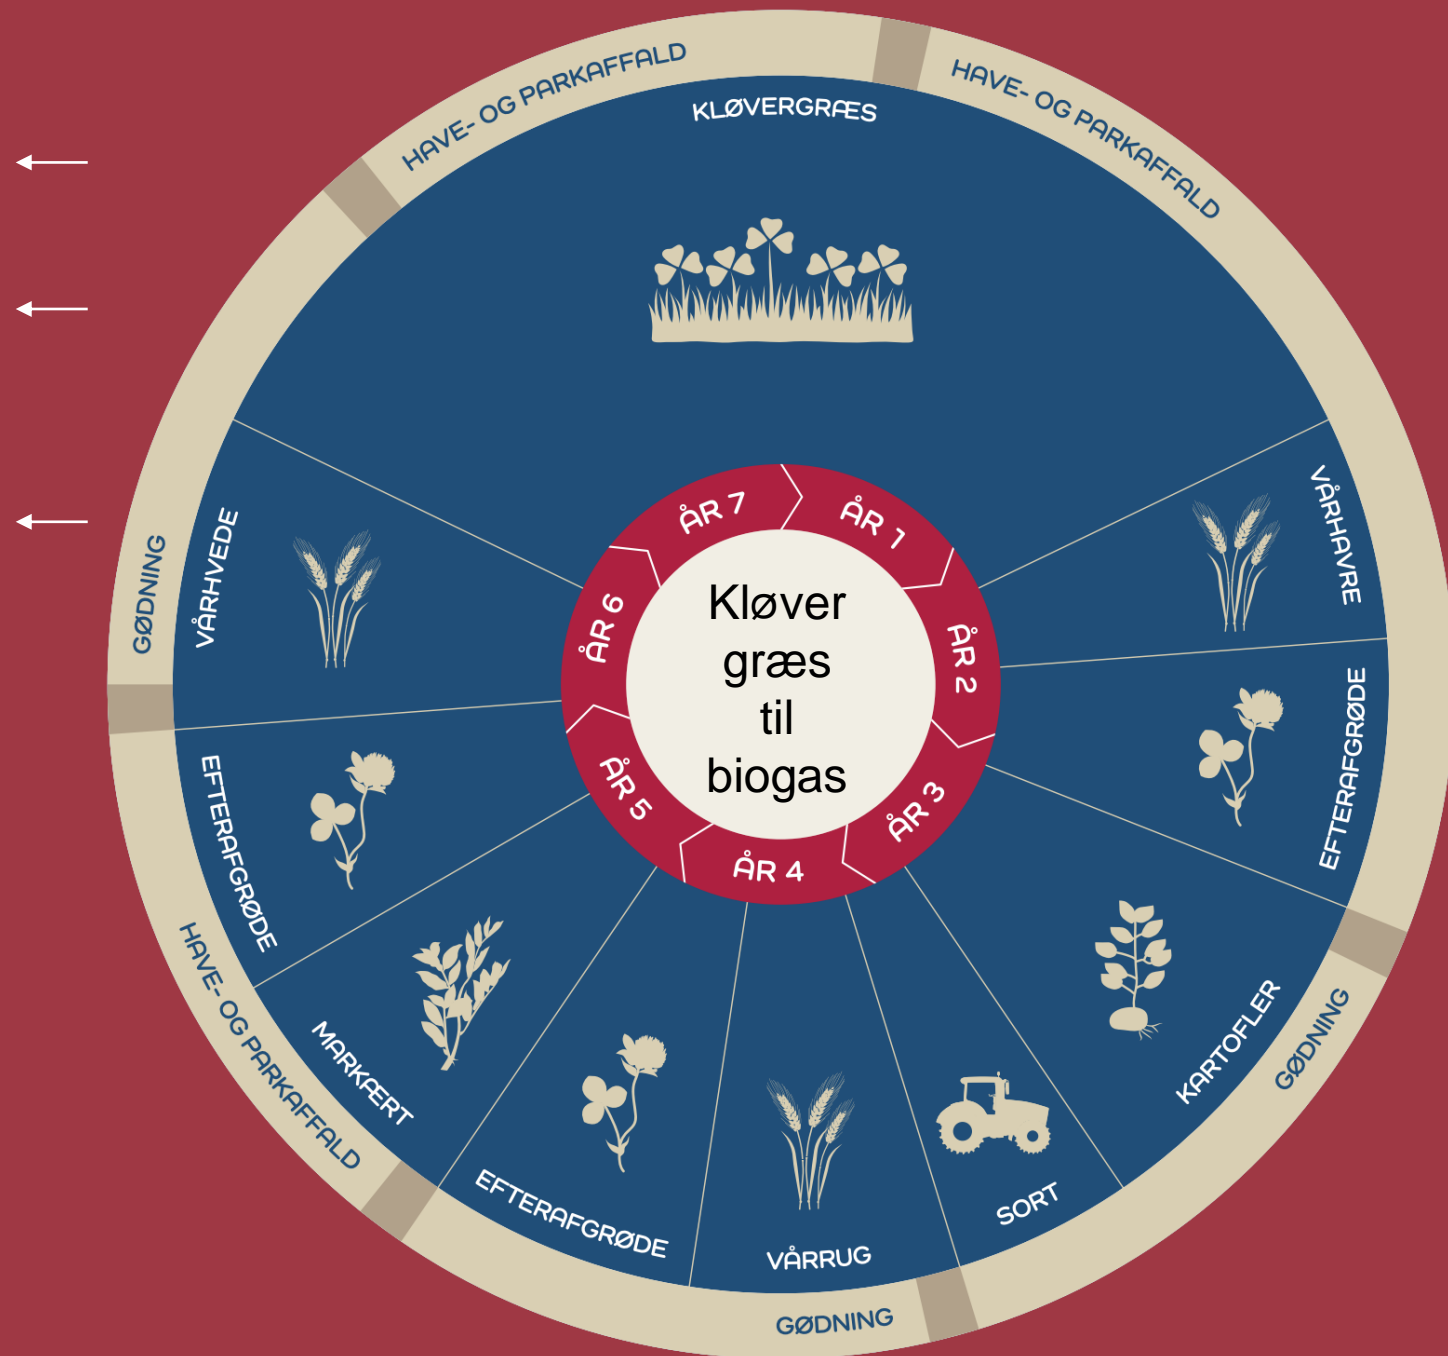 HAVE- OG PARKAFFALD
HAVE- OG PARKAFFALD
KLØVERGRÆS
VÅRHAVRE
EFTERAFGRØDE
KARTOFLER
GØDNING
SORT
VÅRRUG
GØDNING
EFTERAFGRØDE
MARKÆRT
HAVE- OG PARKAFFALD
EFTERAFGRØDE
VÅRHVEDE
GØDNING
ÅR 1
ÅR 2
ÅR 3
ÅR 4
ÅR 5
ÅR 6
ÅR 7
Kløver
græs
til
biogas